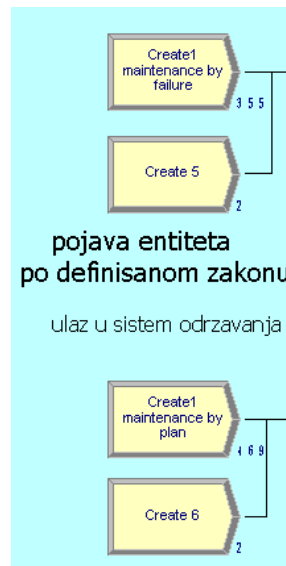 Create1
maintenance by
failure
3 5 5
Create 5
2
pojava entiteta
po definisanom zakonu
ulaz u sistem odrzavanja
Create1
maintenance by
plan
4 6 9
Create 6
2